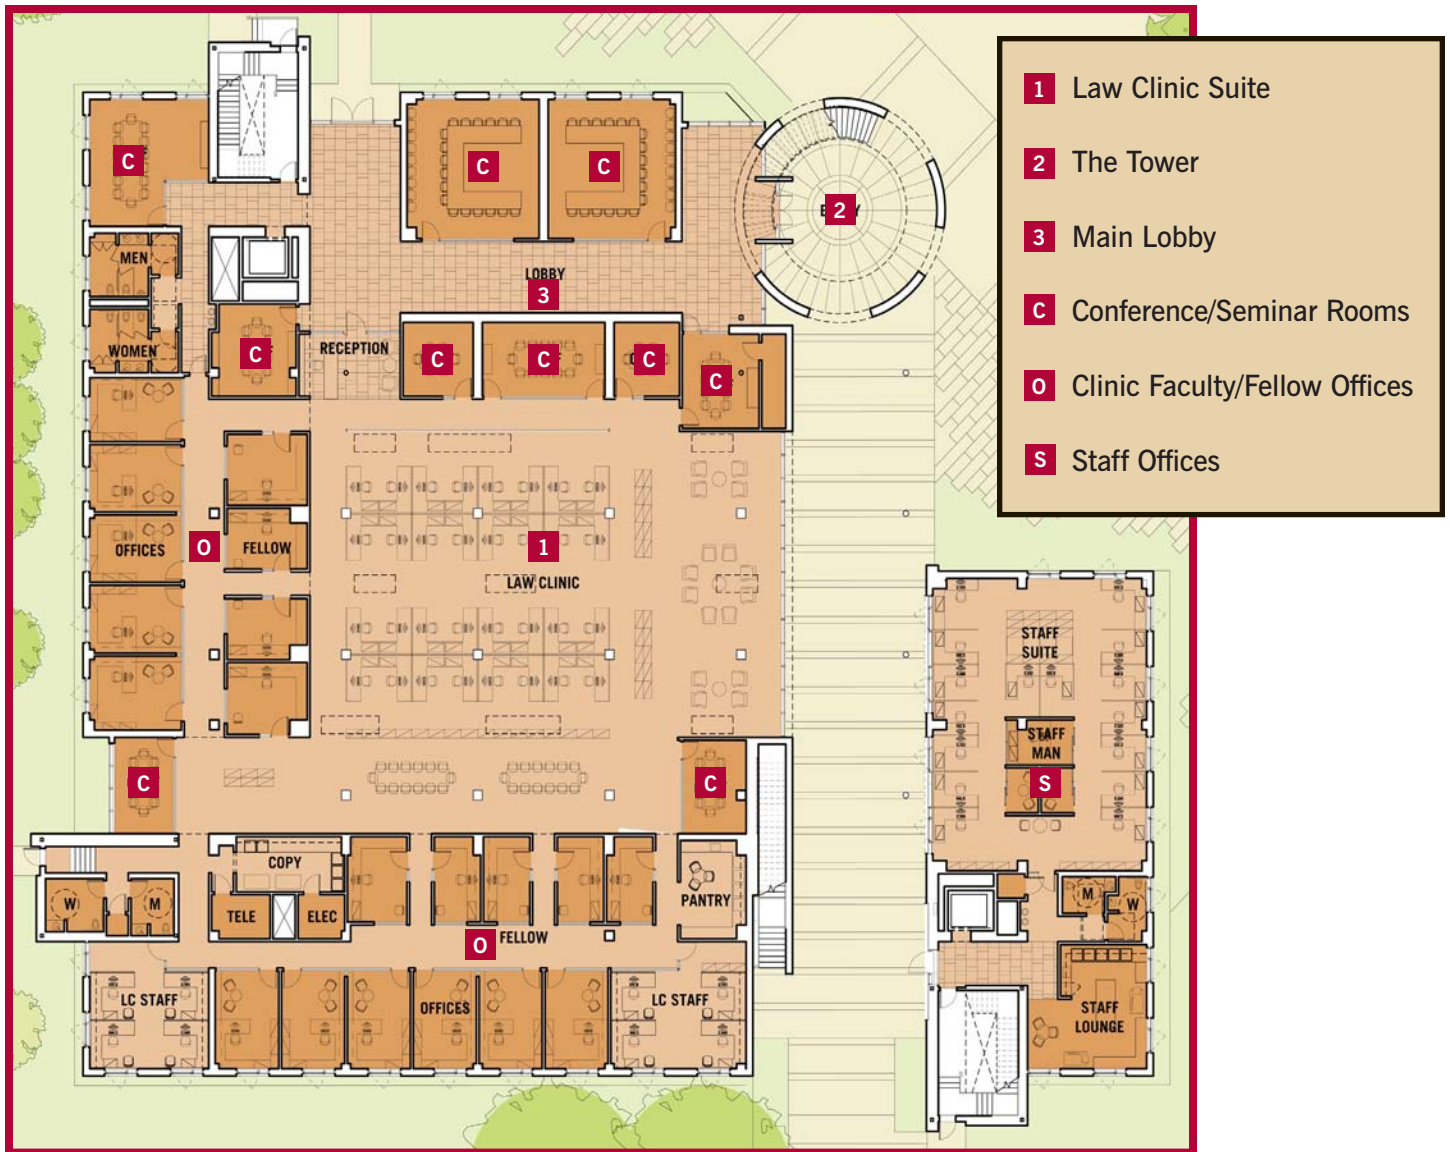 1 Law Clinic Suite
2 The Tower
3 Main Lobby
C Conference/Seminar Rooms
O Clinic Faculty/Fellow Offices
S Staff Offices
C
C
C
2
MEN
LOBBY
3
WOMEN
C
RECEPTION
C
C
C
C
OFFICES
O
FELLOW
1
LAW CLINIC
STAFF
SUITE
STAFF
MAN
S
C
C
COPY
W
M
TELE
ELEC
PANTRY
M
W
O
FELLOW
LC STAFF
OFFICES
LC STAFF
STAFF
LOUNGE